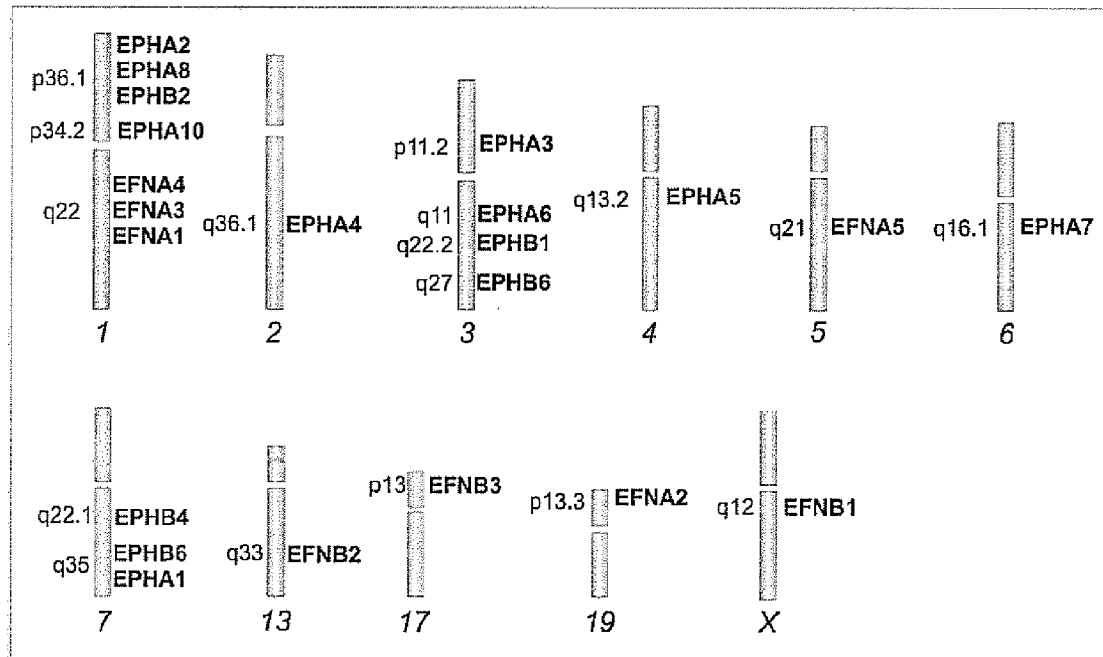 EPHA2
p36.1 EPHA8
EPHB2
p34.2 EPHA10
EFNA4
q22 EFNA3
EFNA1
1
q36.1 EPHA4
2
p11.2 EPHA3
q11 EPHA6
q22.2 EPHB1
q27 EPHB6
3
q13.2 EPHA5
4
q21 EFNA5
5
q16.1 EPHA7
6
q22.1 EPHB4
EPHB6
q35 EPHA1
7
q33 EFNB2
13
p13 EFNB3
17
p13.3 EFNA2
19
q12 EFNB1
X